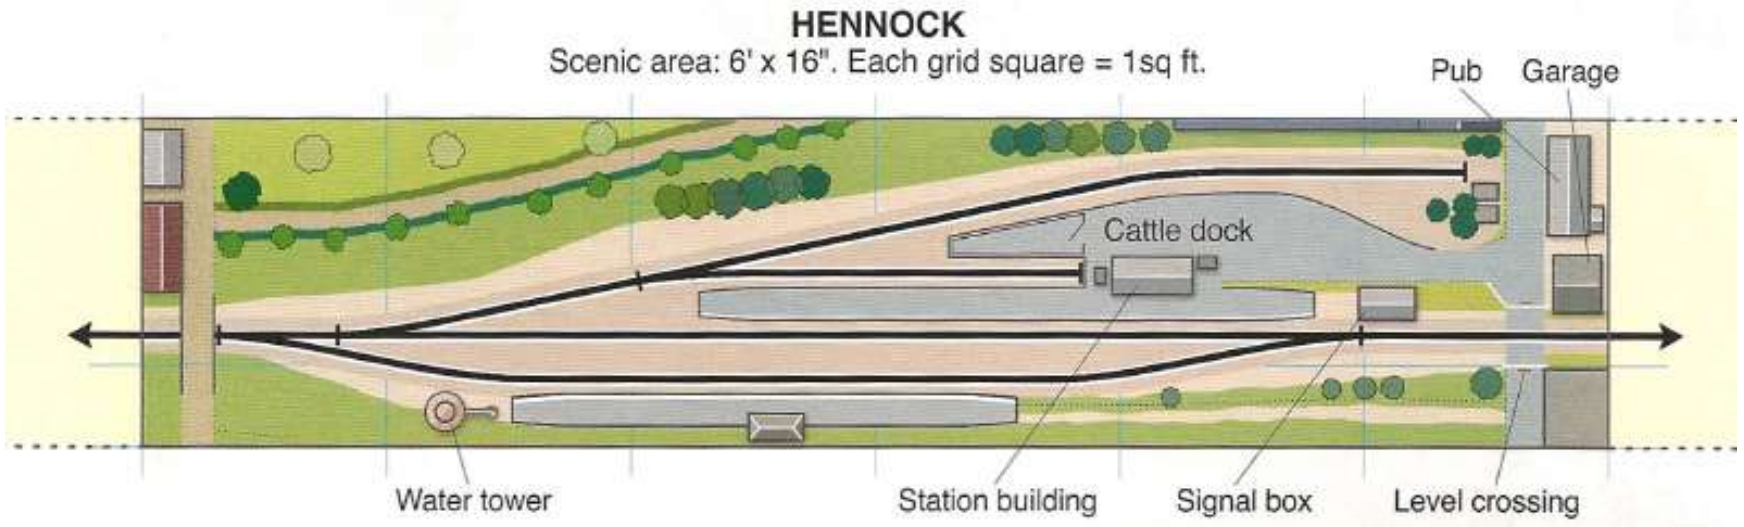 HENNOCK
Scenic area: 6' x 16". Each grid square = 1sq ft.
Pub
Garage
Cattle dock
Water tower
Station building
Signal box
Level crossing